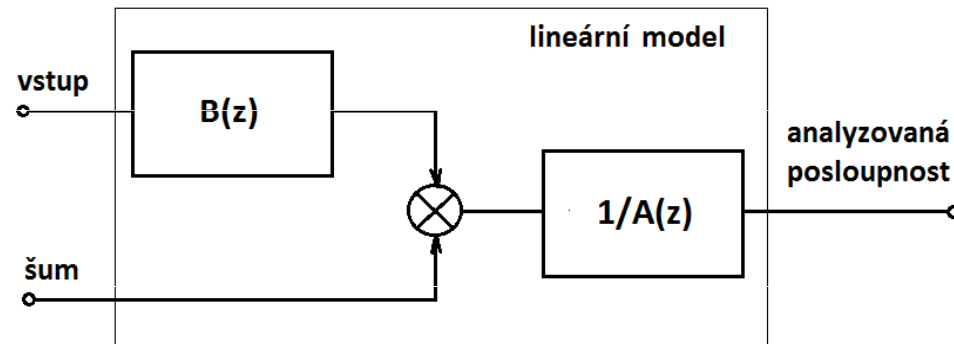 lineární model
vstup
B(z)
analyzovaná
posloupnost
1/A(z)
šum